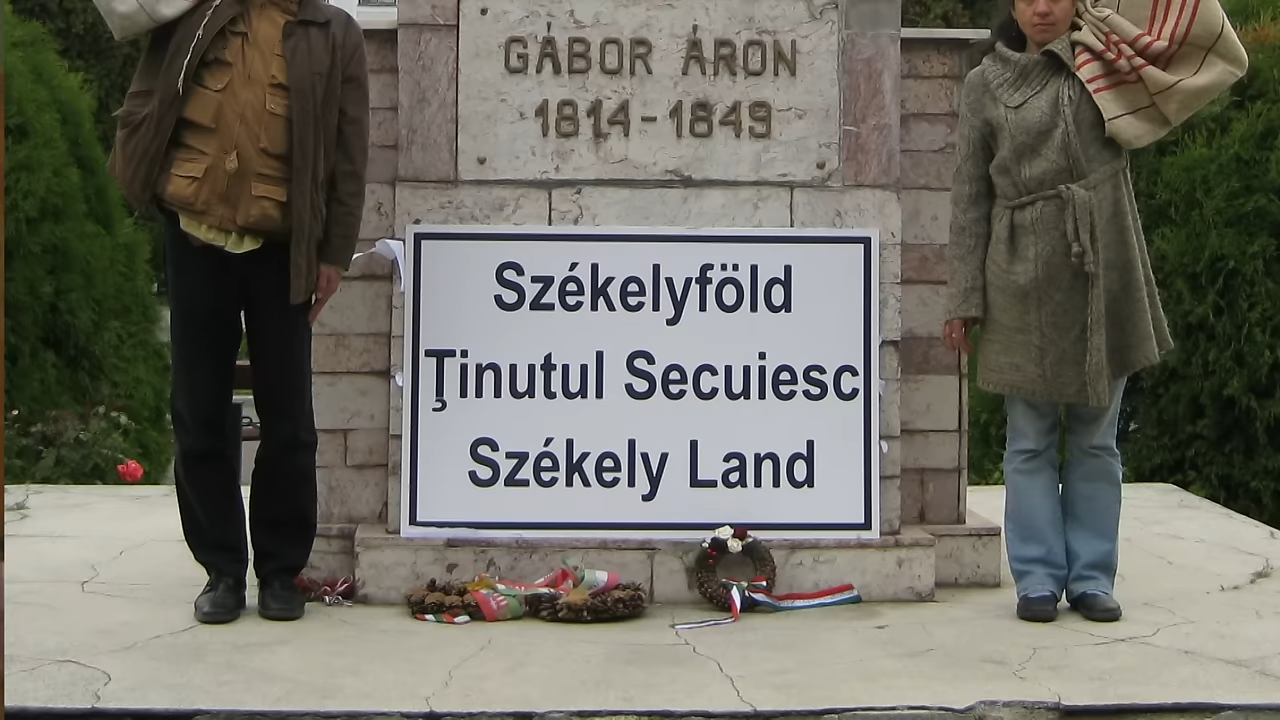 GÁBOR ÁRON
1814-1849
Székelyföld
Ţinutul Secuiesc
Székely Land